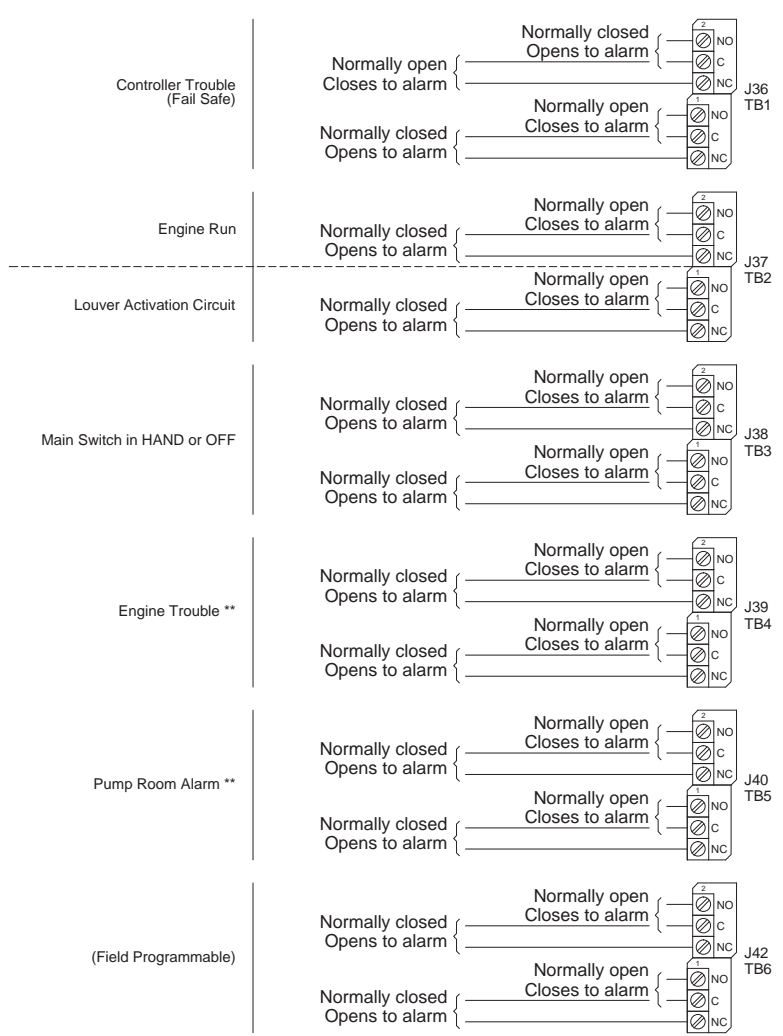 Controller Trouble
(Fail Safe)
2
Normally closed
Opens to alarm
NO
C
NC
Normally open
Closes to alarm
J36
TB1
1
Normally open
Closes to alarm
NO
C
NC
Normally closed
Opens to alarm
Engine Run
2
Normally open
Closes to alarm
NO
C
NC
Normally closed
Opens to alarm
J37
TB2
Louver Activation Circuit
1
Normally open
Closes to alarm
NO
C
NC
Normally closed
Opens to alarm
Main Switch in HAND or OFF
2
Normally open
Closes to alarm
NO
C
NC
Normally closed
Opens to alarm
J38
TB3
1
Normally open
Closes to alarm
NO
C
NC
Normally closed
Opens to alarm
Engine Trouble **
2
Normally open
Closes to alarm
NO
C
NC
Normally closed
Opens to alarm
J39
TB4
1
Normally open
Closes to alarm
NO
C
NC
Normally closed
Opens to alarm
Pump Room Alarm **
2
Normally open
Closes to alarm
NO
C
NC
Normally closed
Opens to alarm
J40
TB5
1
Normally open
Closes to alarm
NO
C
NC
Normally closed
Opens to alarm
(Field Programmable)
2
Normally open
Closes to alarm
NO
C
NC
Normally closed
Opens to alarm
J42
TB6
1
Normally open
Closes to alarm
NO
C
NC
Normally closed
Opens to alarm